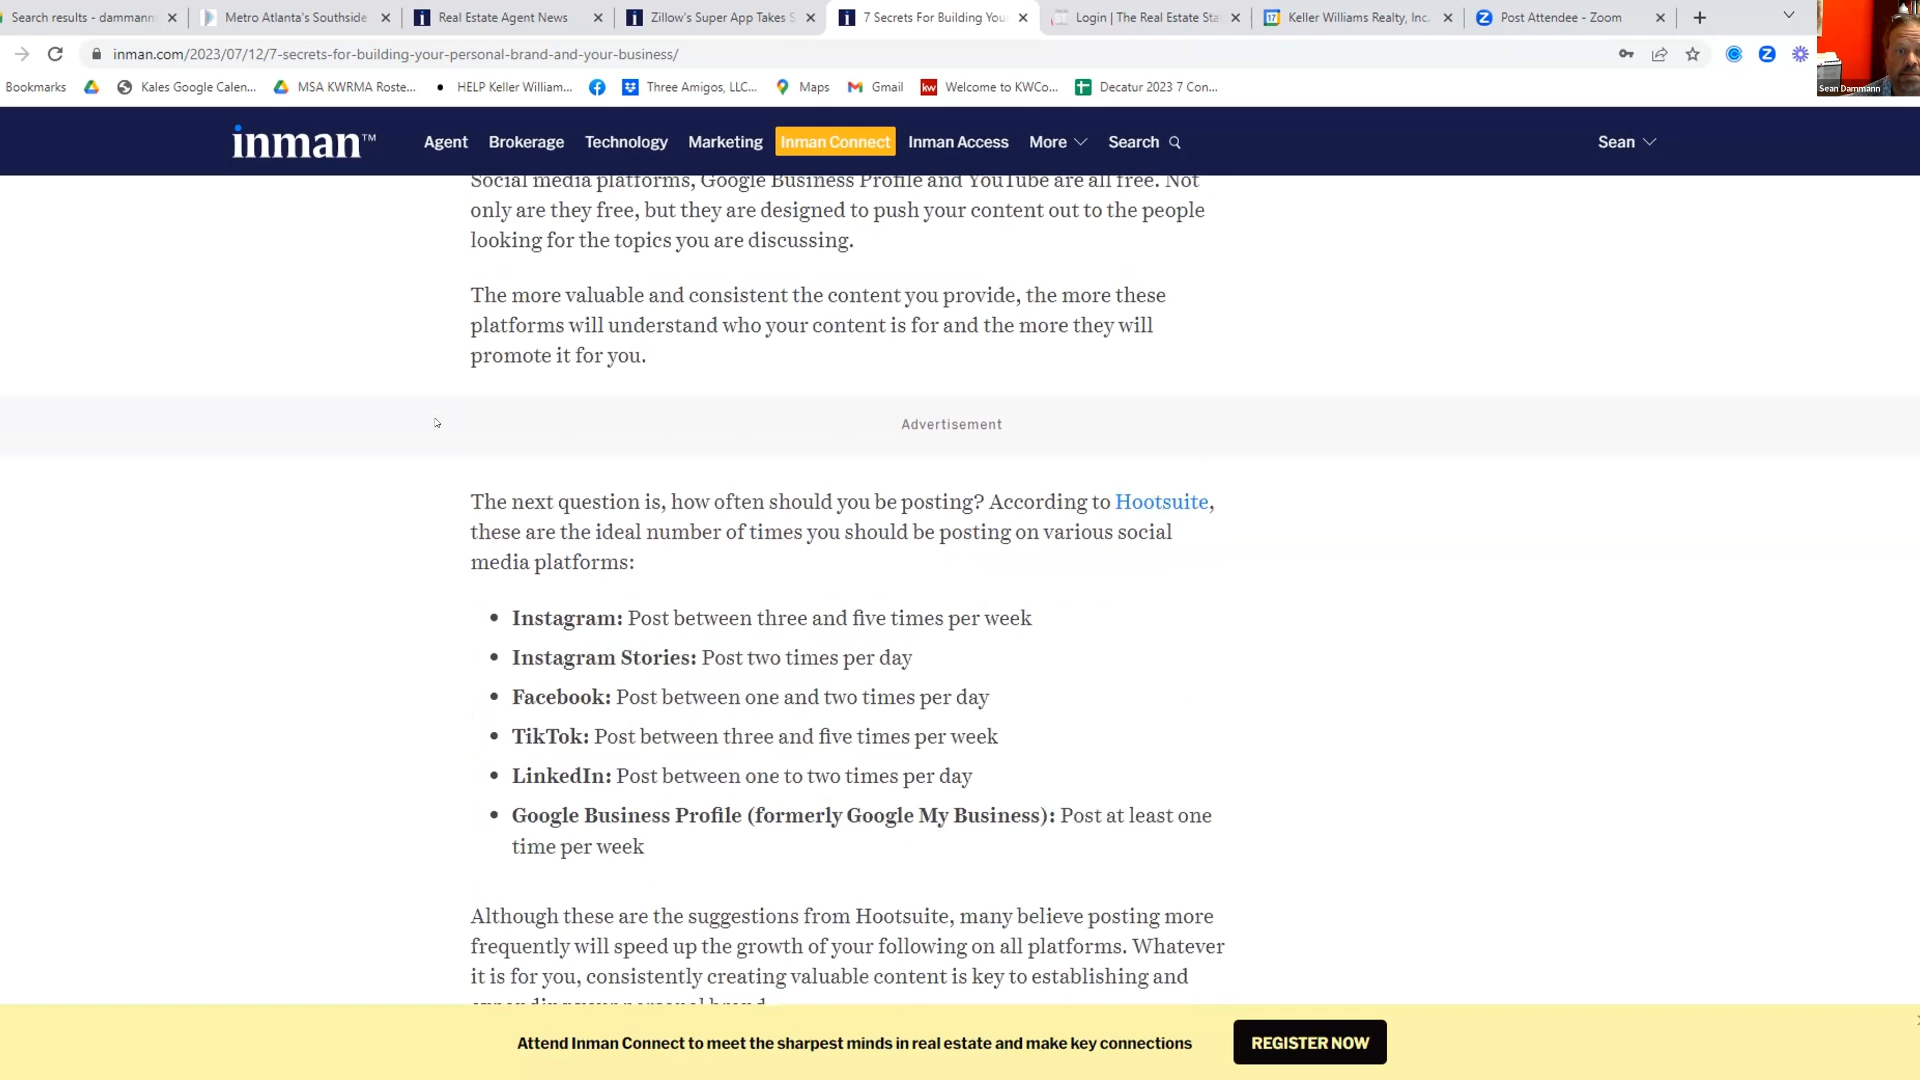 Search results - dammann
Metro Atlanta's Southside
Real Estate Agent News
Zillow's Super App Takes S
7 Secrets For Building You
Login | The Real Estate Sta
Keller Williams Realty, Inc.
Post Attendee - Zoom
inman.com/2023/07/12/7-secrets-for-building-your-personal-brand-and-your-business/
Bookmarks
Kales Google Calen...
MSA KWRMA Roste...
HELP Keller William...
Three Amigos, LLC...
Maps
Gmail
Welcome to KWCo...
Decatur 2023 7 Con...
Sean Dammann
inman™
Agent
Brokerage
Technology
Marketing
Inman Connect
Inman Access
More
Search
Sean
Social media platforms, Google Business Profile and YouTube are all free. Not
only are they free, but they are designed to push your content out to the people
looking for the topics you are discussing.
The more valuable and consistent the content you provide, the more these
platforms will understand who your content is for and the more they will
promote it for you.
Advertisement
The next question is, how often should you be posting? According to Hootsuite,
these are the ideal number of times you should be posting on various social
media platforms:
• Instagram: Post between three and five times per week
• Instagram Stories: Post two times per day
• Facebook: Post between one and two times per day
• TikTok: Post between three and five times per week
• LinkedIn: Post between one to two times per day
• Google Business Profile (formerly Google My Business): Post at least one
time per week
Although these are the suggestions from Hootsuite, many believe posting more
frequently will speed up the growth of your following on all platforms. Whatever
it is for you, consistently creating valuable content is key to establishing and
expanding your personal brand.
Attend Inman Connect to meet the sharpest minds in real estate and make key connections
REGISTER NOW